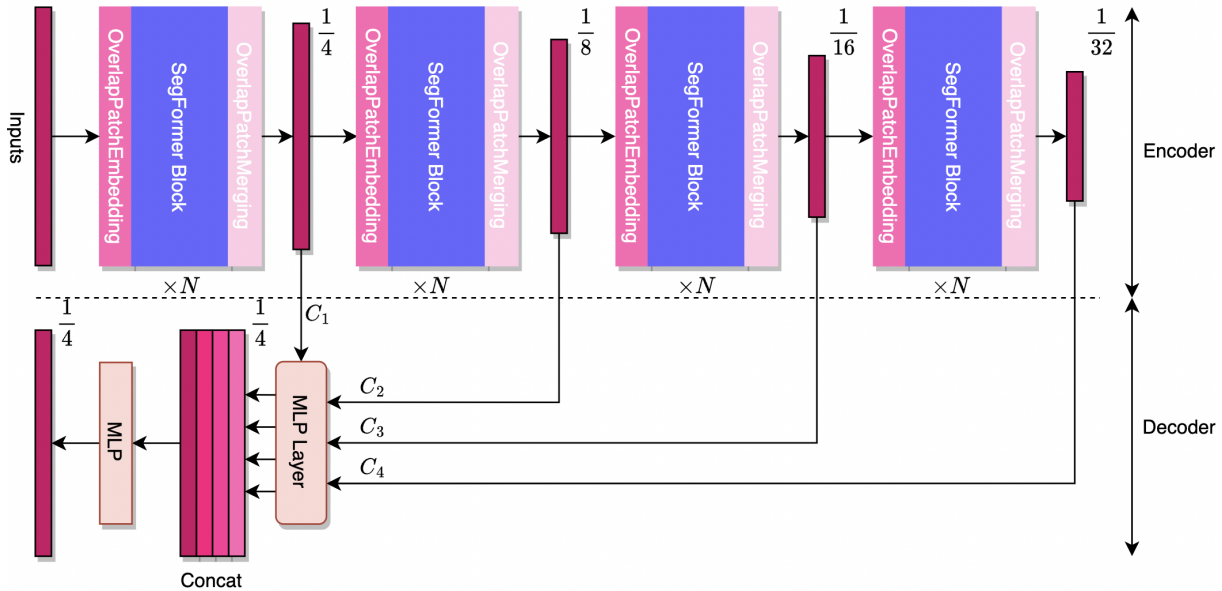 Inputs
OverlapPatchEmbedding
SegFormer Block
OverlapPatchMerging
×N
1/4
OverlapPatchEmbedding
SegFormer Block
OverlapPatchMerging
×N
1/8
OverlapPatchEmbedding
SegFormer Block
OverlapPatchMerging
×N
1/16
OverlapPatchEmbedding
SegFormer Block
OverlapPatchMerging
×N
1/32
Encoder
1/4
MLP
1/4
Concat
MLP Layer
C₁
C₂
C₃
C₄
Decoder